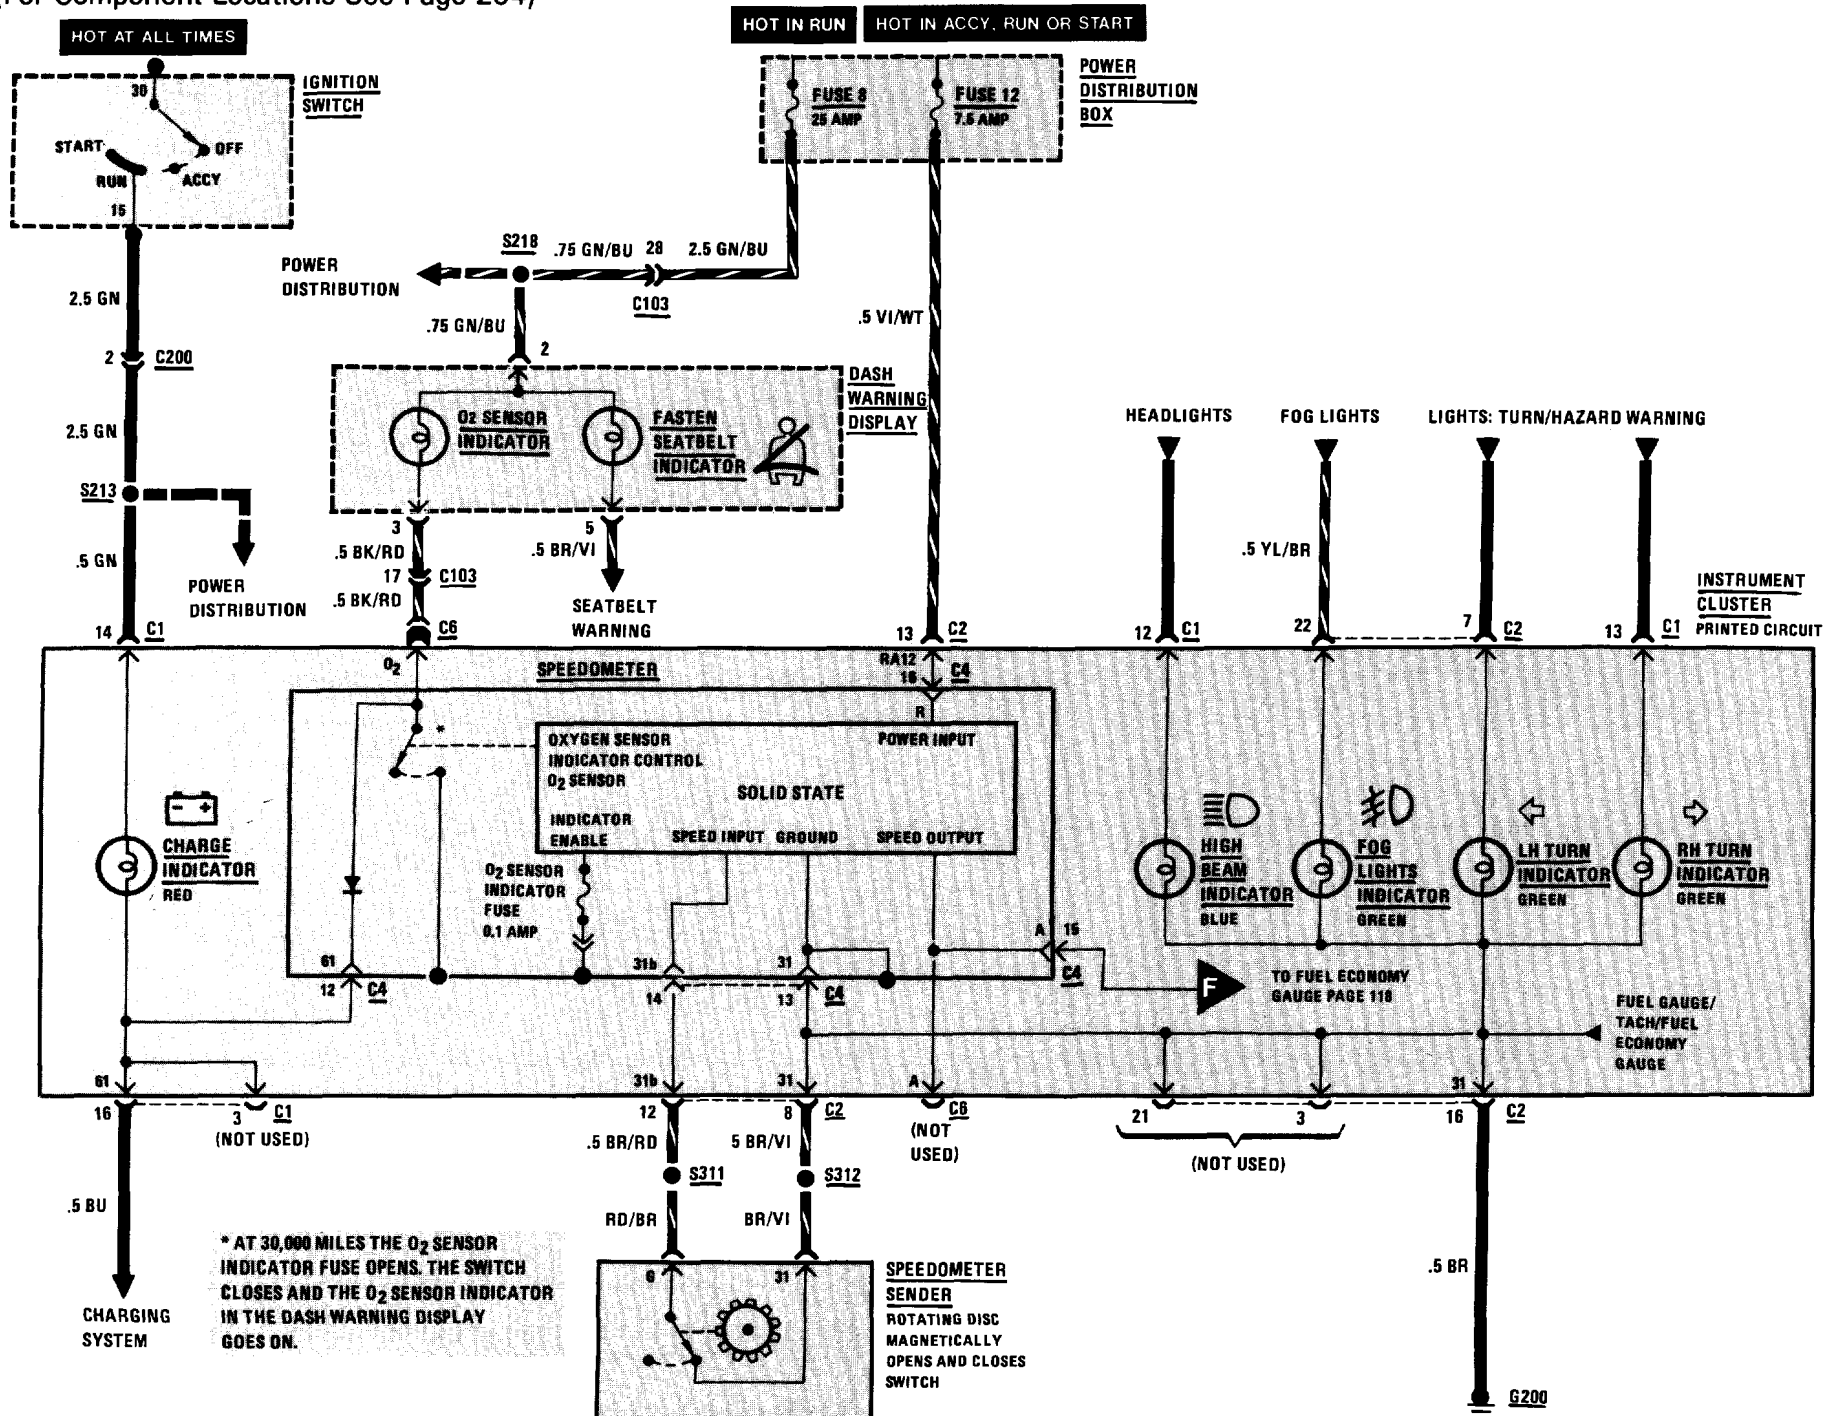 HOT AT ALL TIMES
HOT IN RUN
HOT IN ACCY, RUN OR START
IGNITION
SWITCH
30
START
OFF
RUN
ACCY
15
POWER
DISTRIBUTION
BOX
FUSE 8
25 AMP
FUSE 12
7.5 AMP
2.5 GN
2
C200
2.5 GN
S213
.5 GN
POWER
DISTRIBUTION
14
C1
POWER
DISTRIBUTION
S218
.75 GN/BU
28
2.5 GN/BU
C103
.75 GN/BU
2
DASH
WARNING
DISPLAY
O2 SENSOR
INDICATOR
FASTEN
SEATBELT
INDICATOR
3
.5 BK/RD
17
C103
.5 BK/RD
C6
5
.5 BR/VI
SEATBELT
WARNING
.5 VI/WT
13
C2
HEADLIGHTS
FOG LIGHTS
LIGHTS: TURN/HAZARD WARNING
.5 YL/BR
12
C1
22
7
C2
13
C1
INSTRUMENT
CLUSTER
PRINTED CIRCUIT
O2
SPEEDOMETER
RA12
16
C4
R
*
OXYGEN SENSOR
INDICATOR CONTROL
O2 SENSOR
POWER INPUT
SOLID STATE
INDICATOR
ENABLE
SPEED INPUT
GROUND
SPEED OUTPUT
O2 SENSOR
INDICATOR
FUSE
0.1 AMP
- +
CHARGE
INDICATOR
RED
HIGH
BEAM
INDICATOR
BLUE
FOG
LIGHTS
INDICATOR
GREEN
LH TURN
INDICATOR
GREEN
RH TURN
INDICATOR
GREEN
61
12
C4
31b
14
31
13
C4
A
15
C4
F
TO FUEL ECONOMY
GAUGE PAGE 118
FUEL GAUGE/
TACH/FUEL
ECONOMY
GAUGE
61
16
3
C1
(NOT USED)
31b
12
31
8
C2
A
C6
(NOT
USED)
21
3
(NOT USED)
31
16
C2
.5 BR/RD
5 BR/VI
S311
S312
RD/BR
BR/VI
.5 BU
CHARGING
SYSTEM
* AT 30,000 MILES THE O2 SENSOR
INDICATOR FUSE OPENS. THE SWITCH
CLOSES AND THE O2 SENSOR INDICATOR
IN THE DASH WARNING DISPLAY
GOES ON.
G
31
SPEEDOMETER
SENDER
ROTATING DISC
MAGNETICALLY
OPENS AND CLOSES
SWITCH
.5 BR
G200